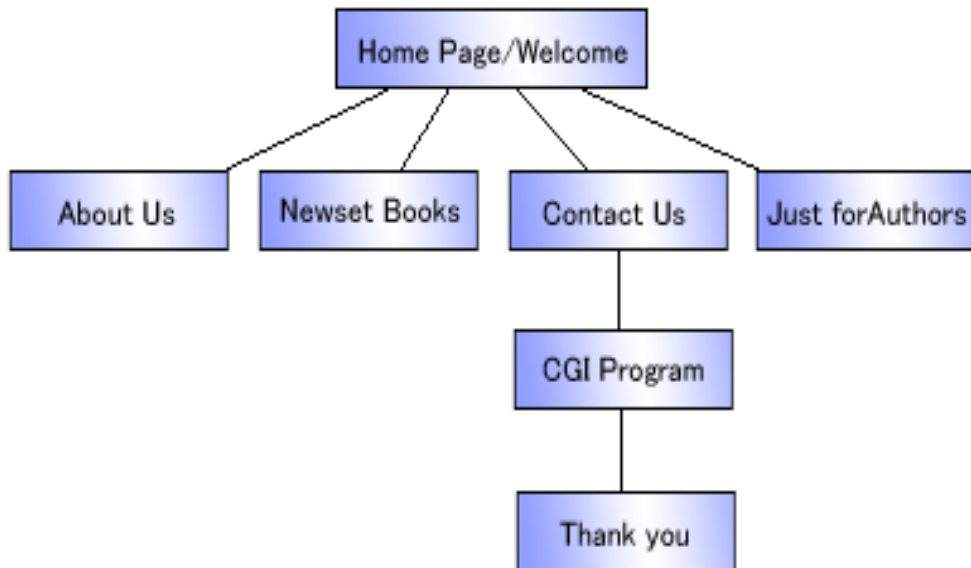 Home Page/Welcome
About Us
Newset Books
Contact Us
Just forAuthors
CGI Program
Thank you